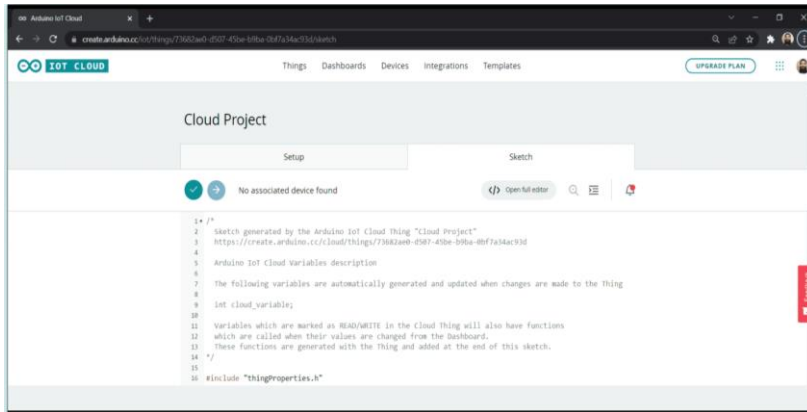 Arduino IoT Cloud
create.arduino.cc/iot/things/73682ae0-d507-45be-b9ba-0bf7a34ac93d/sketch
IOT CLOUD
Things Dashboards Devices Integrations Templates
UPGRADE PLAN
Cloud Project
Setup Sketch
No associated device found
</> Open full editor
1 /*
2 Sketch generated by the Arduino IoT Cloud Thing "Cloud Project"
3 https://create.arduino.cc/cloud/things/73682ae0-d507-45be-b9ba-0bf7a34ac93d
4
5 Arduino IoT Cloud Variables description
6
7 The following variables are automatically generated and updated when changes are made to the Thing
8
9 int cloud_variable;
10
11 Variables which are marked as READ/WRITE in the Cloud Thing will also have functions
12 which are called when their values are changed from the Dashboard.
13 These functions are generated with the Thing and added at the end of this sketch.
14 */
15
16 #include "thingProperties.h"